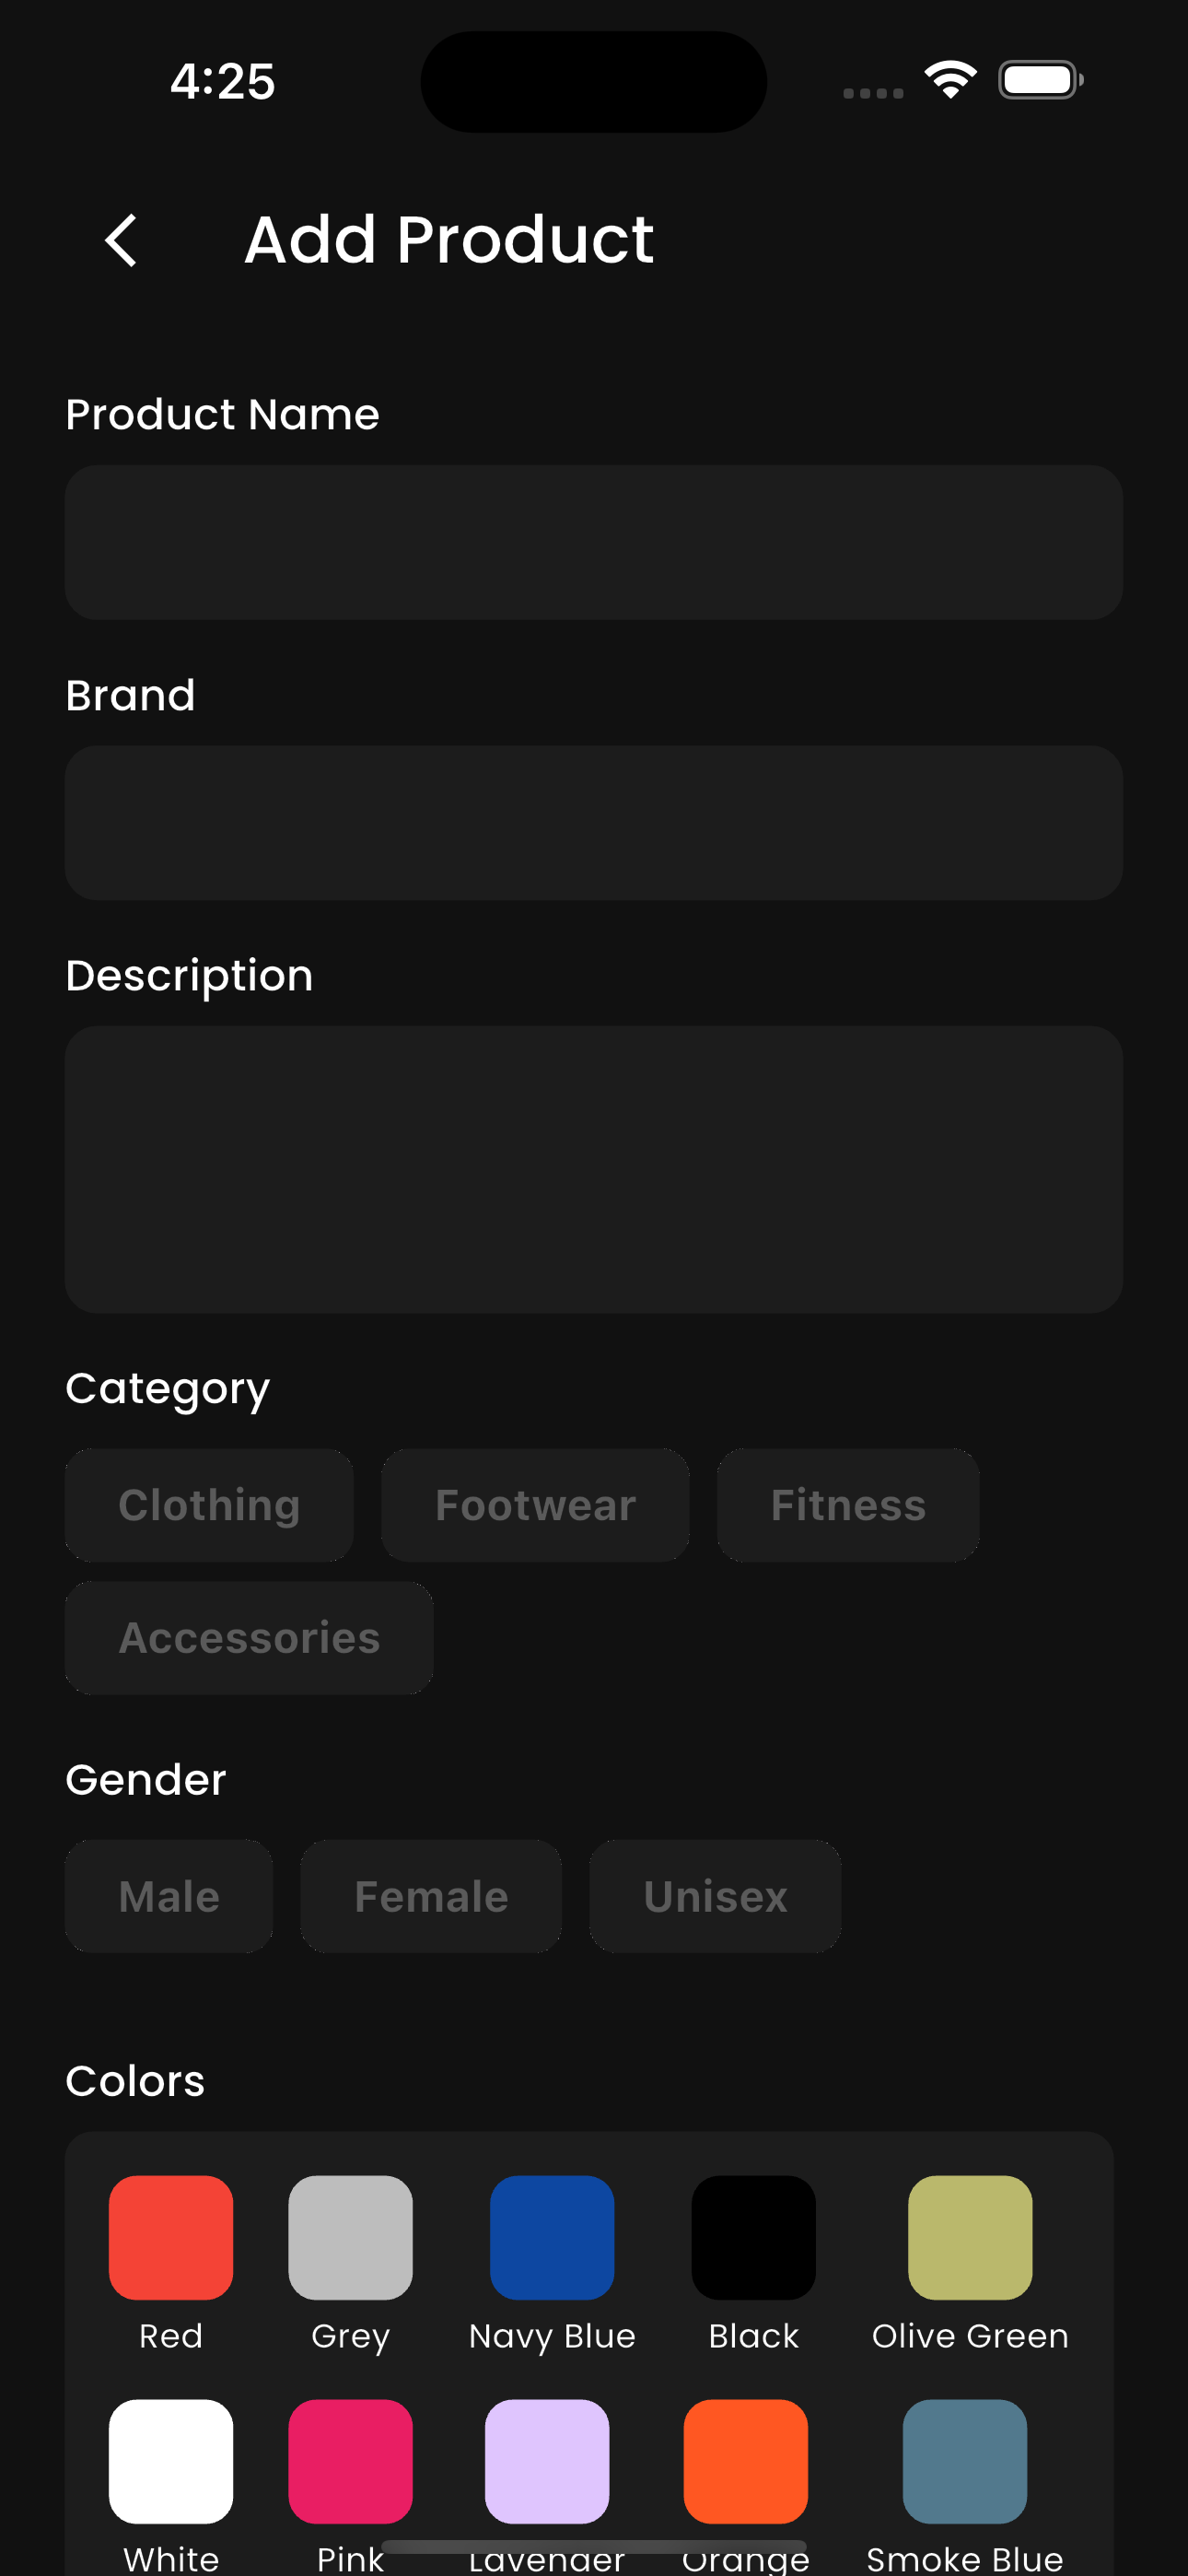 4:25
Add Product
Product Name
Brand
Description
Category
Clothing Footwear Fitness
Accessories
Gender
Male Female Unisex
Colors
Red Grey Navy Blue Black Olive Green
White Pink Lavender Orange Smoke Blue